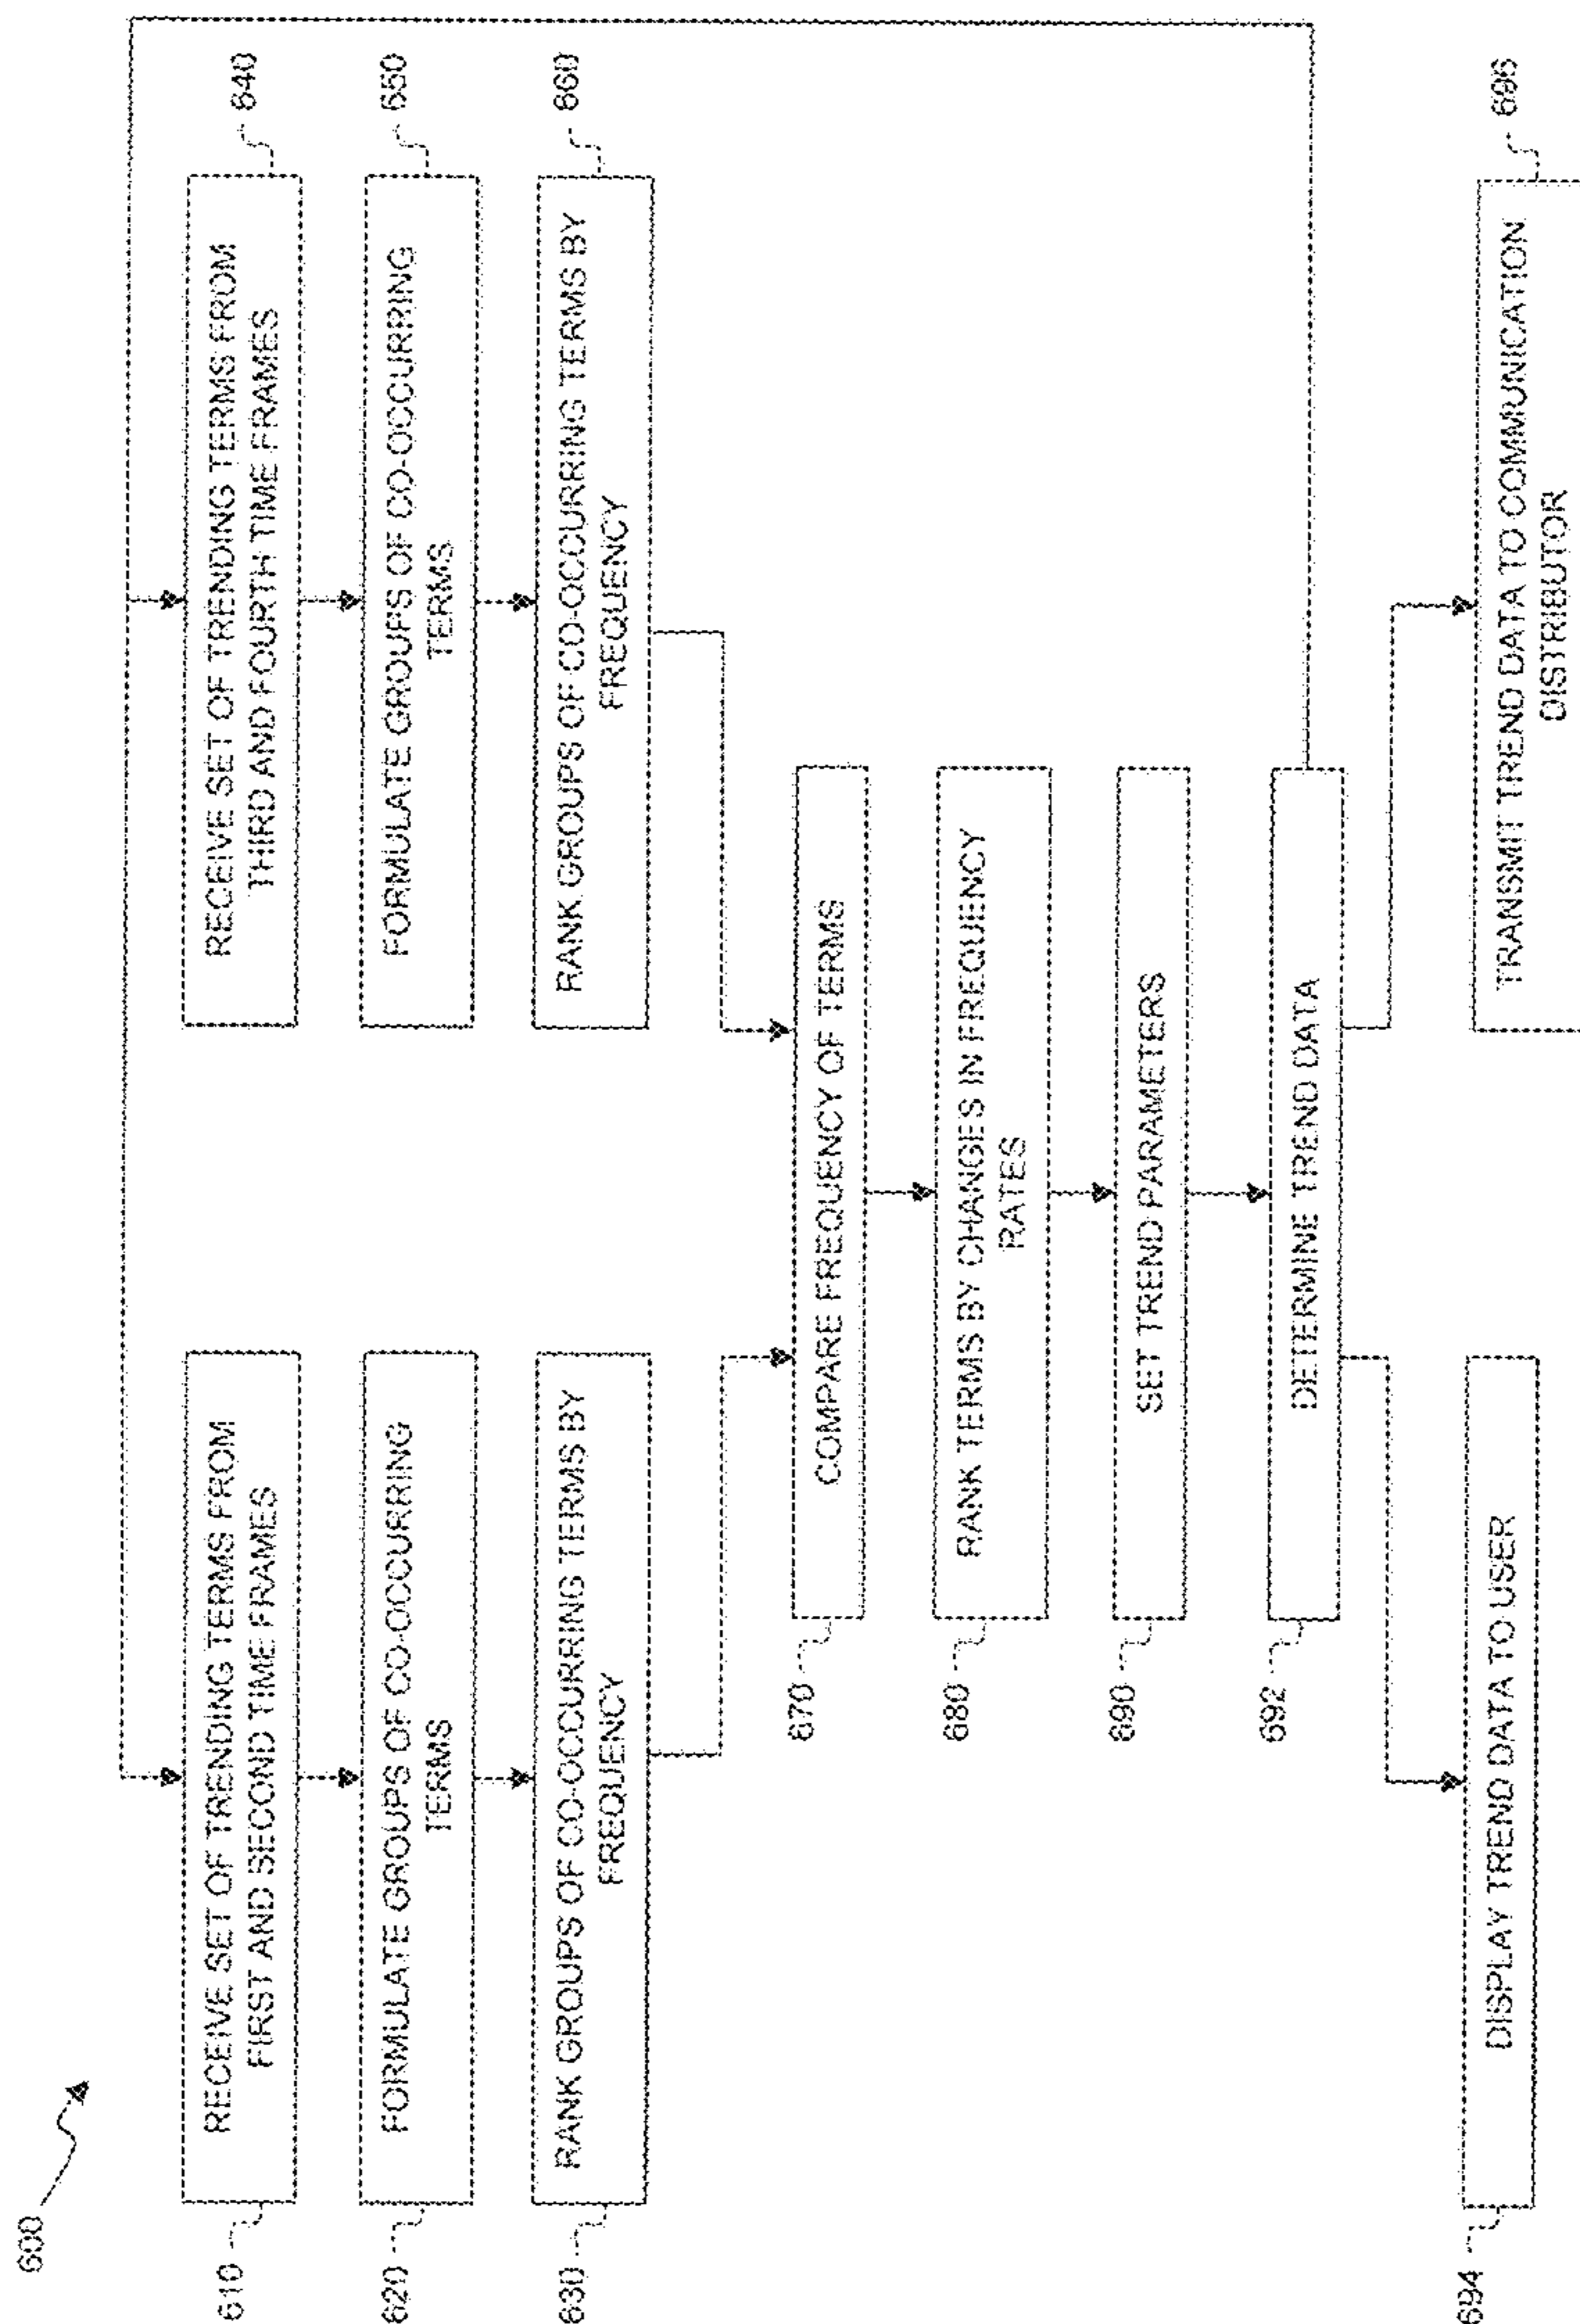 600
610
RECEIVE SET OF TRENDING TERMS FROM
FIRST AND SECOND TIME FRAMES
620
FORMULATE GROUPS OF CO-OCCURRING
TERMS
630
RANK GROUPS OF CO-OCCURRING TERMS BY
FREQUENCY
RECEIVE SET OF TRENDING TERMS FROM
THIRD AND FOURTH TIME FRAMES
640
FORMULATE GROUPS OF CO-OCCURRING
TERMS
650
RANK GROUPS OF CO-OCCURRING TERMS BY
FREQUENCY
660
670
COMPARE FREQUENCY OF TERMS
680
RANK TERMS BY CHANGES IN FREQUENCY
RATES
690
SET TREND PARAMETERS
692
DETERMINE TREND DATA
694
DISPLAY TREND DATA TO USER
TRANSMIT TREND DATA TO COMMUNICATION
DISTRIBUTOR
696